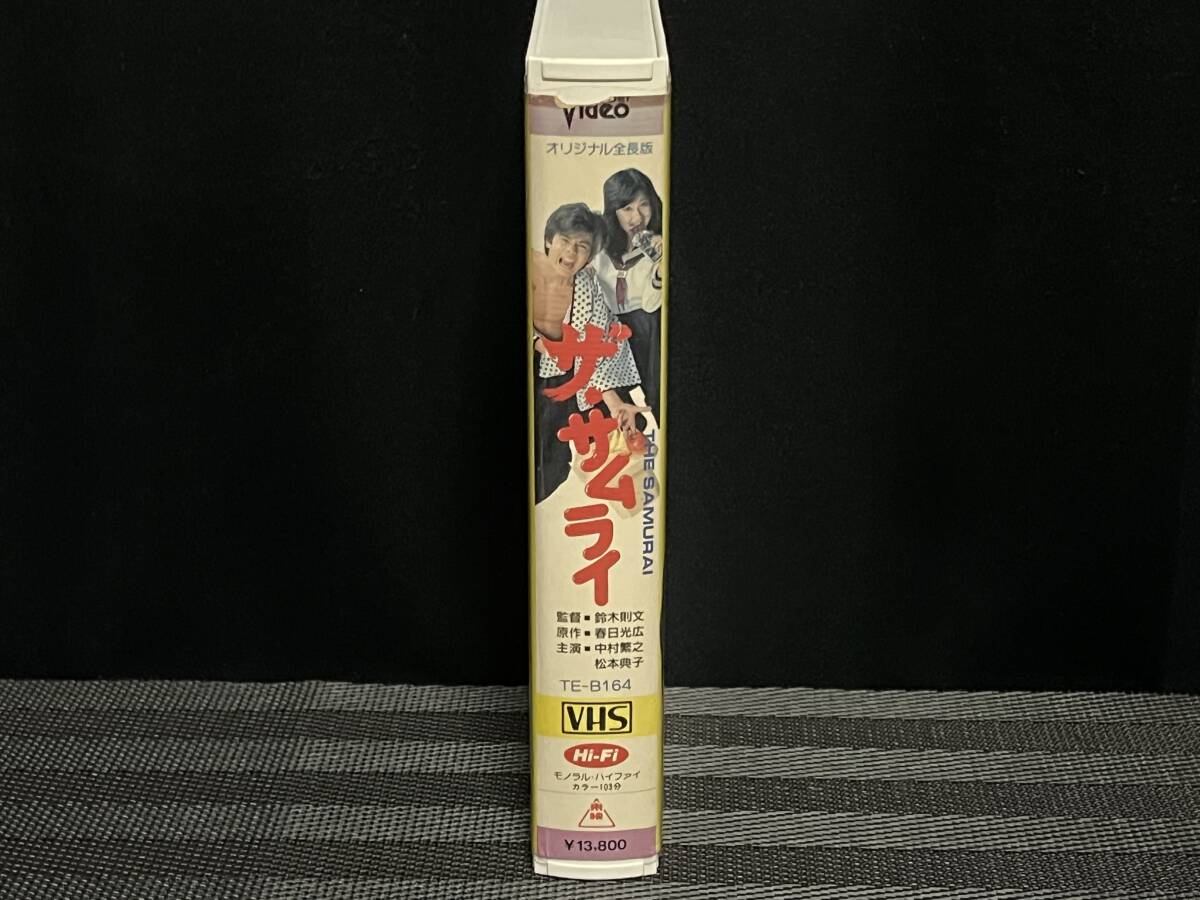 Video
オリジナル全長版
ザ・サムライ
THE SAMURAI
監督■鈴木則文
原作■春日光広
主演■中村繁之
松本典子
TE-B164
VHS
Hi-Fi
モノラル・ハイファイ
カラー103分
東映
¥13,800